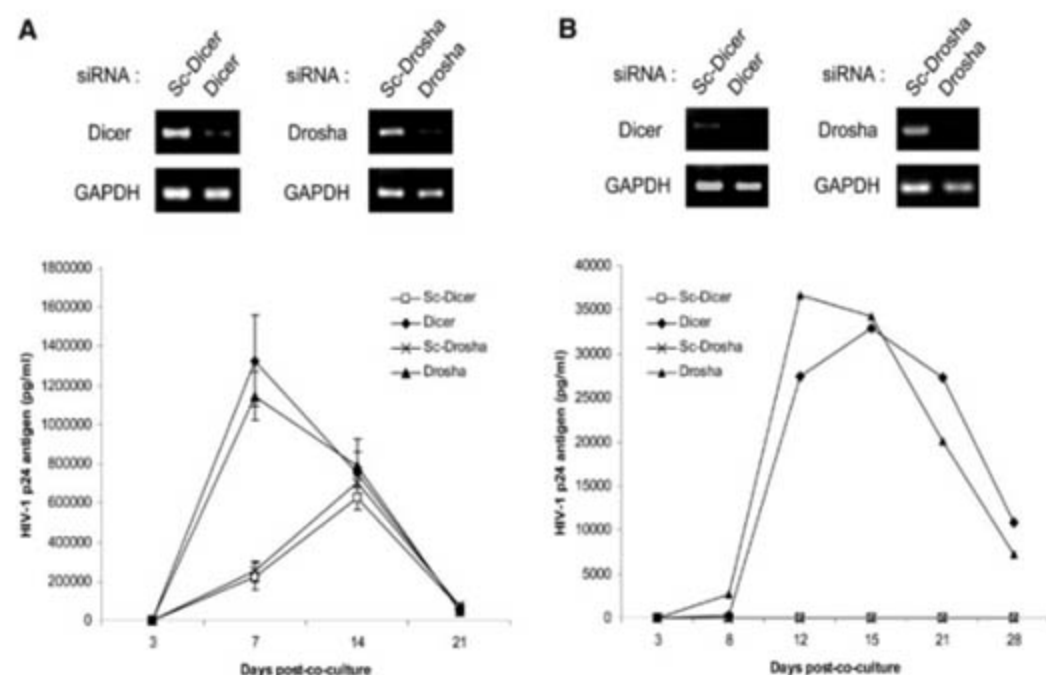 A
siRNA : Sc-Dicer Dicer
siRNA : Sc-Drosha Drosha
Dicer
Drosha
GAPDH
GAPDH
1800000
1600000
1400000
1200000
1000000
800000
600000
400000
200000
0
HIV-1 p24 antigen (pg/ml)
Sc-Dicer
Dicer
Sc-Drosha
Drosha
3 7 14 21
Days post-co-culture
B
siRNA : Sc-Dicer Dicer
siRNA : Sc-Drosha Drosha
Dicer
Drosha
GAPDH
GAPDH
40000
35000
30000
25000
20000
15000
10000
5000
0
HIV-1 p24 antigen (pg/ml)
Sc-Dicer
Dicer
Sc-Drosha
Drosha
3 8 12 15 21 28
Days post-co-culture